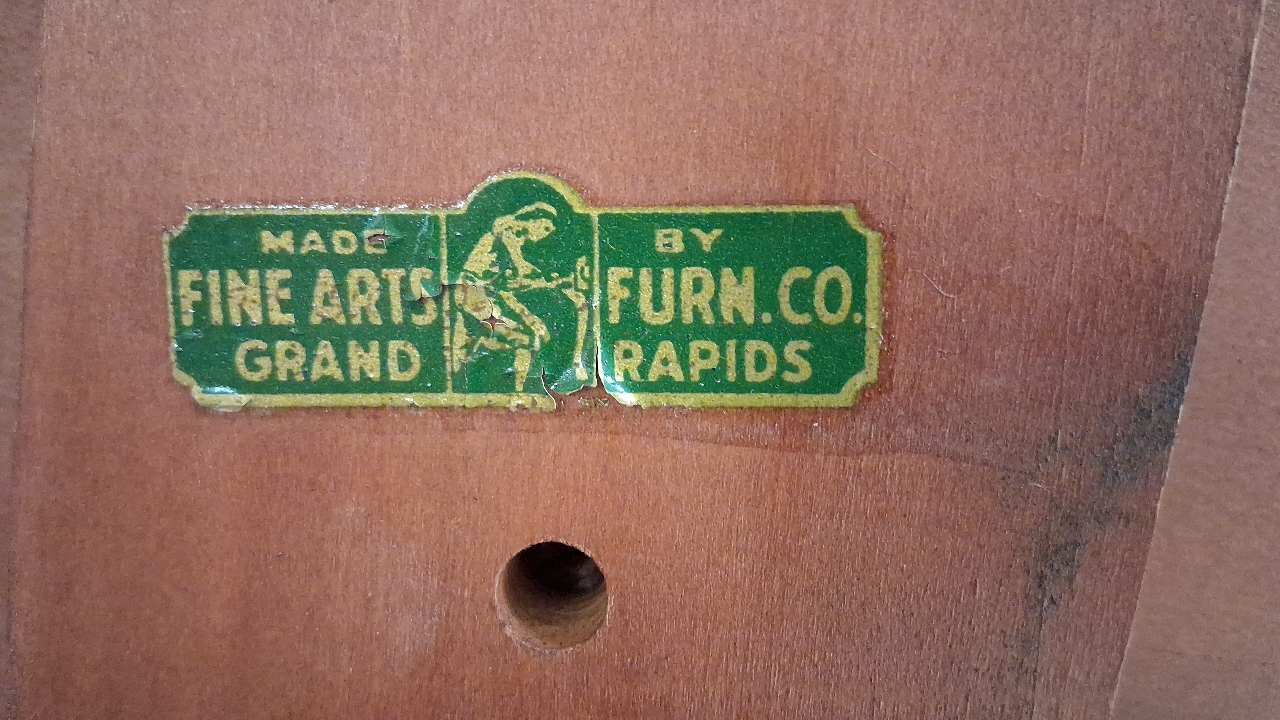 MADE BY
FINE ARTS FURN. CO.
GRAND RAPIDS